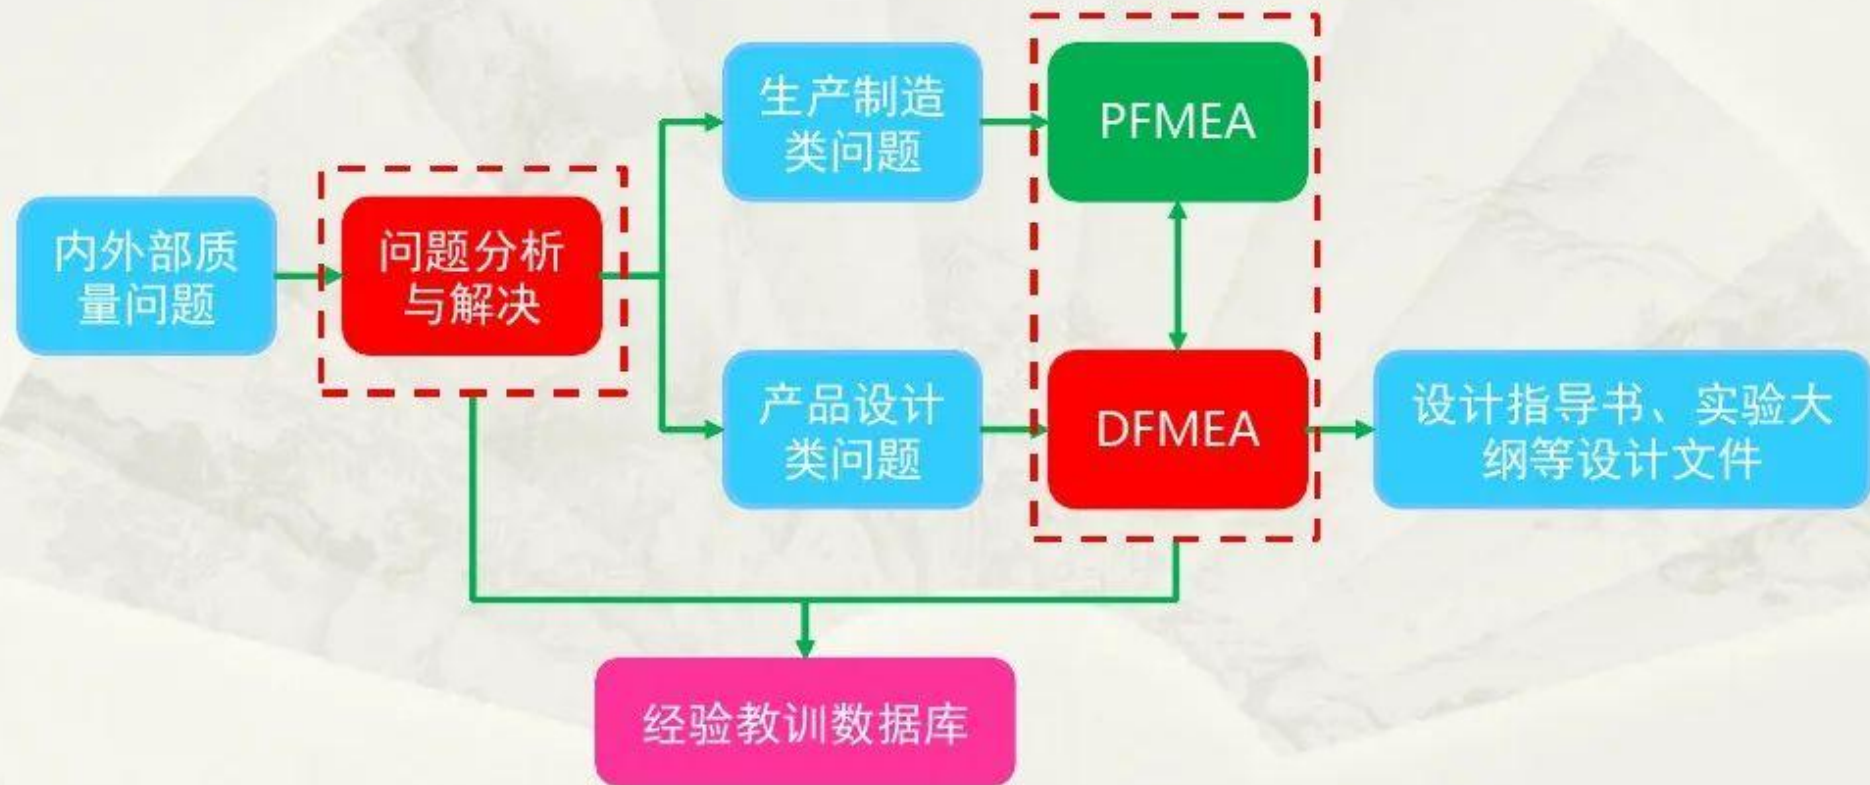 内外部质
量问题
问题分析
与解决
生产制造
类问题
PFMEA
产品设计
类问题
DFMEA
设计指导书、实验大
纲等设计文件
经验教训数据库